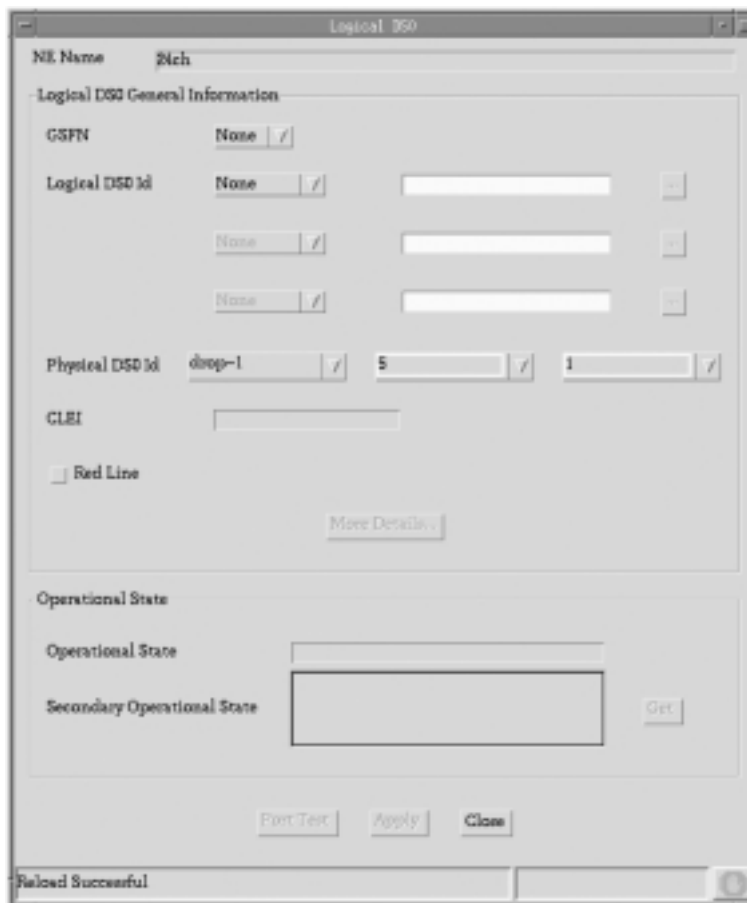 Logical DS0
NE Name
Logical DS0 General Information
GSFN None
Logical DS0 Id None
None
None
Physical DS0 Id drop-1 5 1
CLEI
Red Line
More Details..
Operational State
Operational State
Secondary Operational State Get
Port Test Apply Close
Reload Successful